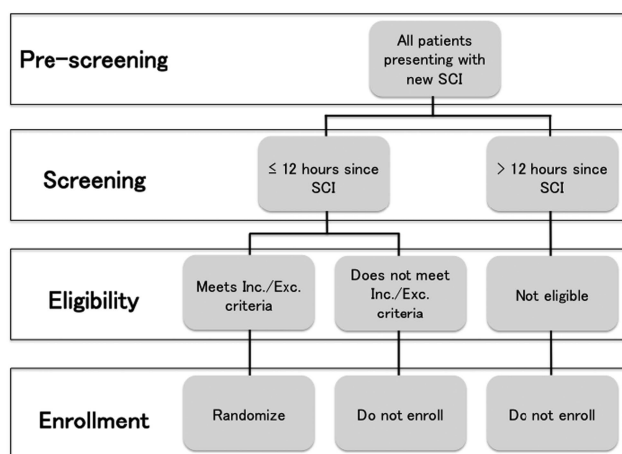 Pre-screening
All patients
presenting with
new SCI
Screening
≤ 12 hours since
SCI
> 12 hours since
SCI
Eligibility
Meets Inc./Exc.
criteria
Does not meet
Inc./Exc.
criteria
Not eligible
Enrollment
Randomize
Do not enroll
Do not enroll